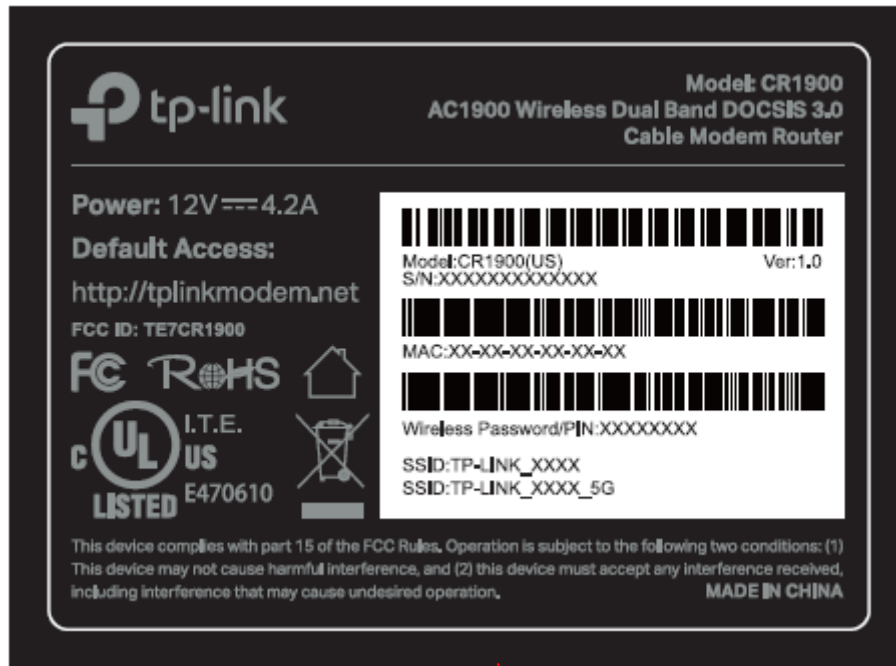 tp-link
Model: CR1900
AC1900 Wireless Dual Band DOCSIS 3.0
Cable Modem Router
Power: 12V 4.2A
Default Access:
http://tplinkmodem.net
FCC ID: TE7CR1900
FC RoHS
C UL US
LISTED
I.T.E.
E470610
Model:CR1900(US) Ver:1.0
S/N:XXXXXXXXXXXXX
MAC:XX-XX-XX-XX-XX-XX
Wireless Password/PIN:XXXXXXXX
SSID:TP-LINK_XXXX
SSID:TP-LINK_XXXX_5G
This device complies with part 15 of the FCC Rules. Operation is subject to the following two conditions: (1)
This device may not cause harmful interference, and (2) this device must accept any interference received,
including interference that may cause undesired operation. MADE IN CHINA